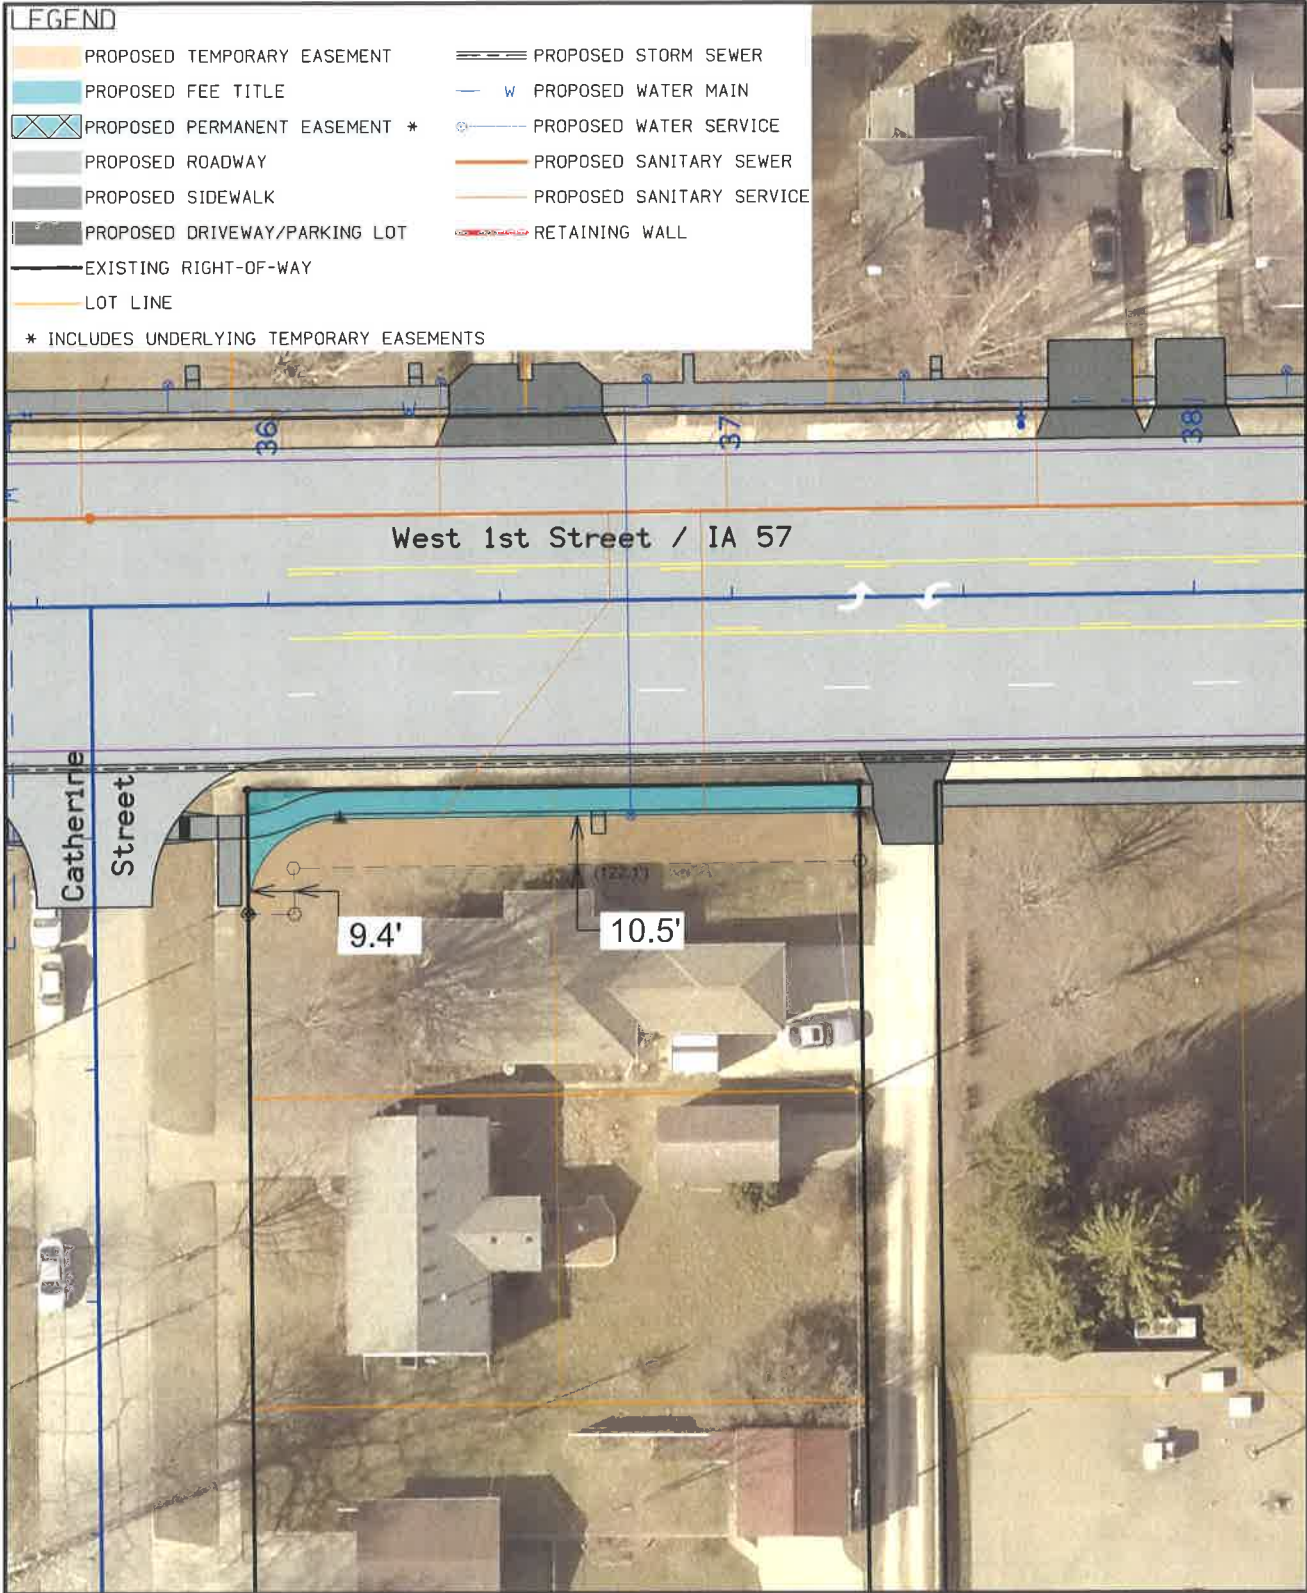 LEGEND
PROPOSED TEMPORARY EASEMENT
PROPOSED FEE TITLE
PROPOSED PERMANENT EASEMENT *
PROPOSED ROADWAY
PROPOSED SIDEWALK
PROPOSED DRIVEWAY/PARKING LOT
EXISTING RIGHT-OF-WAY
LOT LINE
* INCLUDES UNDERLYING TEMPORARY EASEMENTS
PROPOSED STORM SEWER
W PROPOSED WATER MAIN
PROPOSED WATER SERVICE
PROPOSED SANITARY SEWER
PROPOSED SANITARY SERVICE
RETAINING WALL
36
37
38
West 1st Street / IA 57
Catherine
Street
(122.1')
9.4'
10.5'